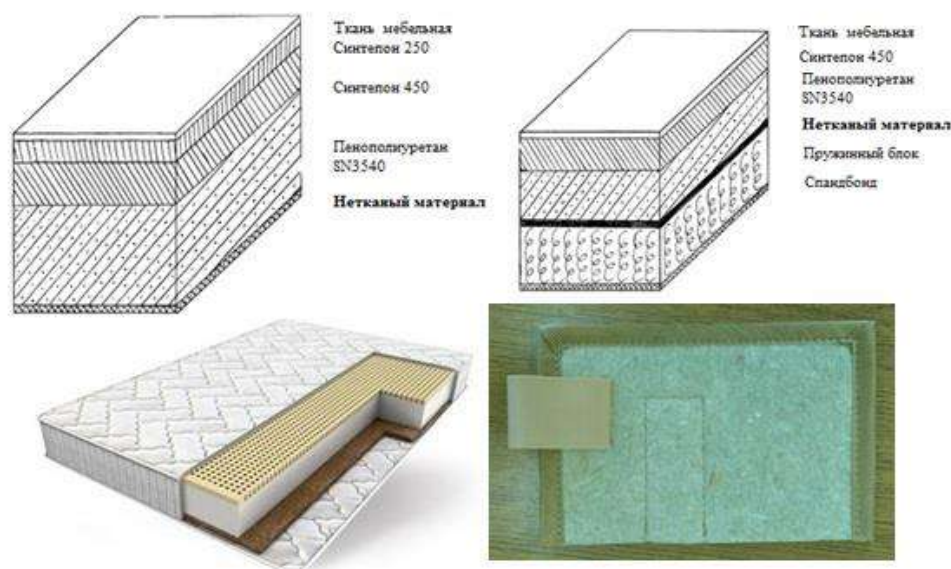 Ткань мебельная
Синтепон 250
Синтепон 450
Пенополиуретан
SN3540
Нетканый материал
Ткань мебельная
Синтепон 450
Пенополиуретан
SN3540
Нетканый материал
Пружинный блок
Спандбонд